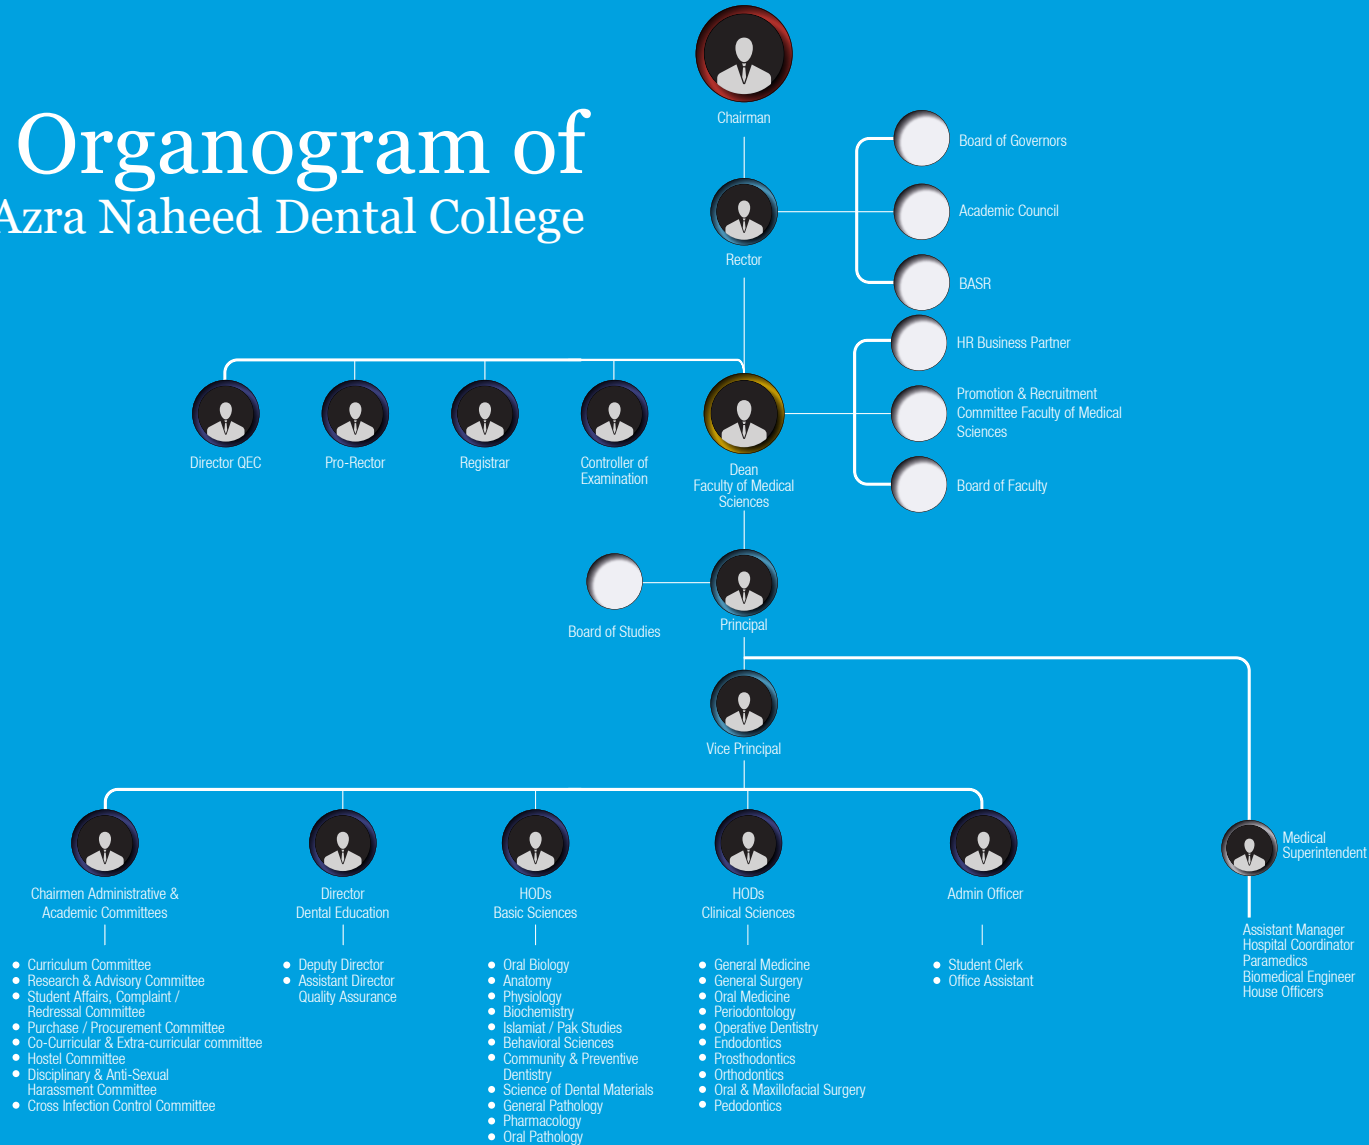 Organogram of
Azra Naheed Dental College
Chairman
Rector
Board of Governors
Academic Council
BASR
HR Business Partner
Promotion & Recruitment
Committee Faculty of Medical
Sciences
Board of Faculty
Director QEC
Pro-Rector
Registrar
Controller of
Examination
Dean
Faculty of Medical
Sciences
Board of Studies
Principal
Vice Principal
Chairmen Administrative &
Academic Committees
Curriculum Committee
Research & Advisory Committee
Student Affairs, Complaint /
Redressal Committee
Purchase / Procurement Committee
Co-Curricular & Extra-curricular committee
Hostel Committee
Disciplinary & Anti-Sexual
Harassment Committee
Cross Infection Control Committee
Director
Dental Education
Deputy Director
Assistant Director
Quality Assurance
HODs
Basic Sciences
Oral Biology
Anatomy
Physiology
Biochemistry
Islamiat / Pak Studies
Behavioral Sciences
Community & Preventive
Dentistry
Science of Dental Materials
General Pathology
Pharmacology
Oral Pathology
HODs
Clinical Sciences
General Medicine
General Surgery
Oral Medicine
Periodontology
Operative Dentistry
Endodontics
Prosthodontics
Orthodontics
Oral & Maxillofacial Surgery
Pedodontics
Admin Officer
Student Clerk
Office Assistant
Medical
Superintendent
Assistant Manager
Hospital Coordinator
Paramedics
Biomedical Engineer
House Officers